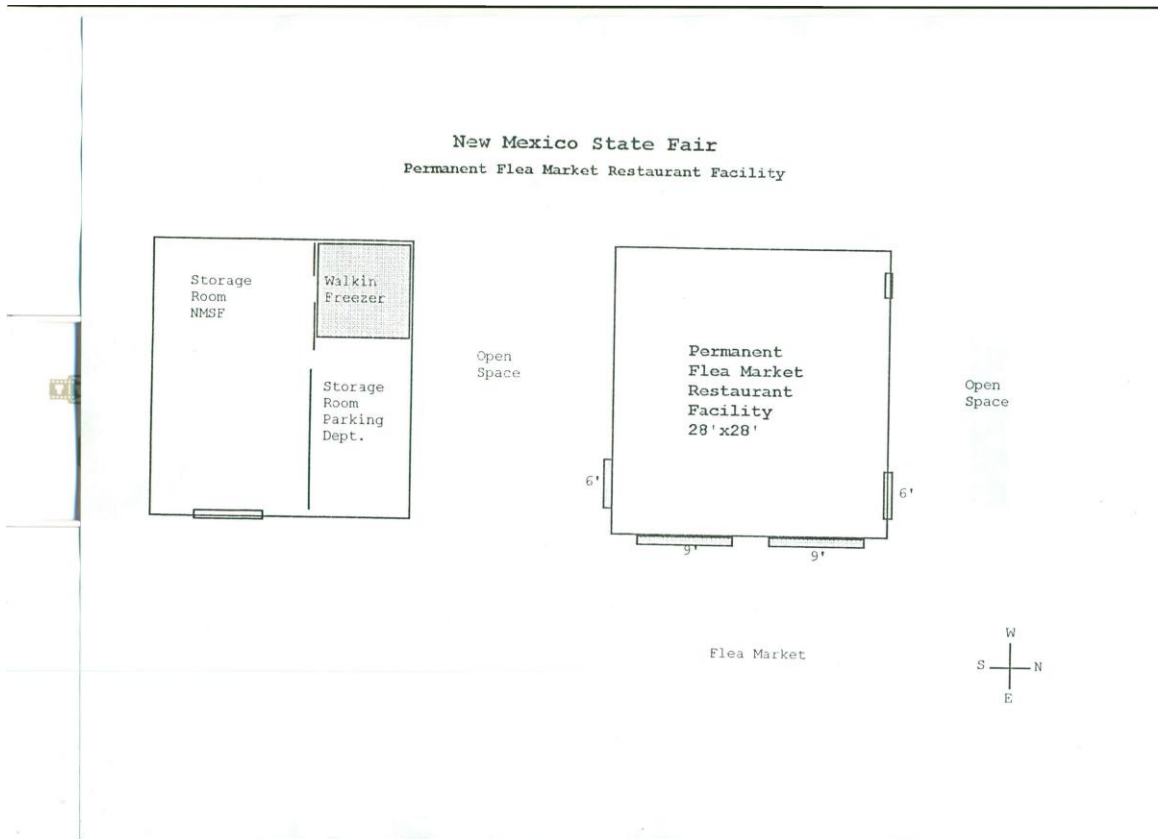 New Mexico State Fair
Permanent Flea Market Restaurant Facility
Storage
Room
NMSF
Walkin
Freezer
Storage
Room
Parking
Dept.
Open
Space
Permanent
Flea Market
Restaurant
Facility
28'x28'
Open
Space
6'
6'
9'
9'
Flea Market
W
S
N
E